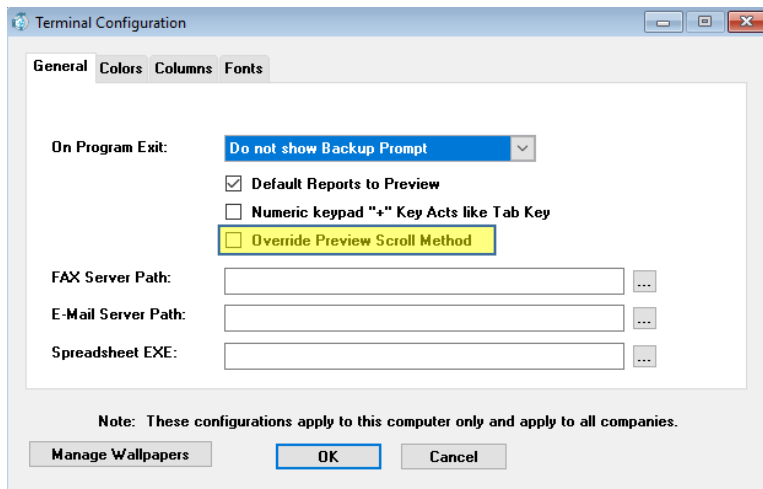 Terminal Configuration
General Colors Columns Fonts
On Program Exit: Do not show Backup Prompt
Default Reports to Preview
Numeric keypad "+" Key Acts like Tab Key
Override Preview Scroll Method
FAX Server Path: ...
E-Mail Server Path: ...
Spreadsheet EXE: ...
Note: These configurations apply to this computer only and apply to all companies.
Manage Wallpapers OK Cancel